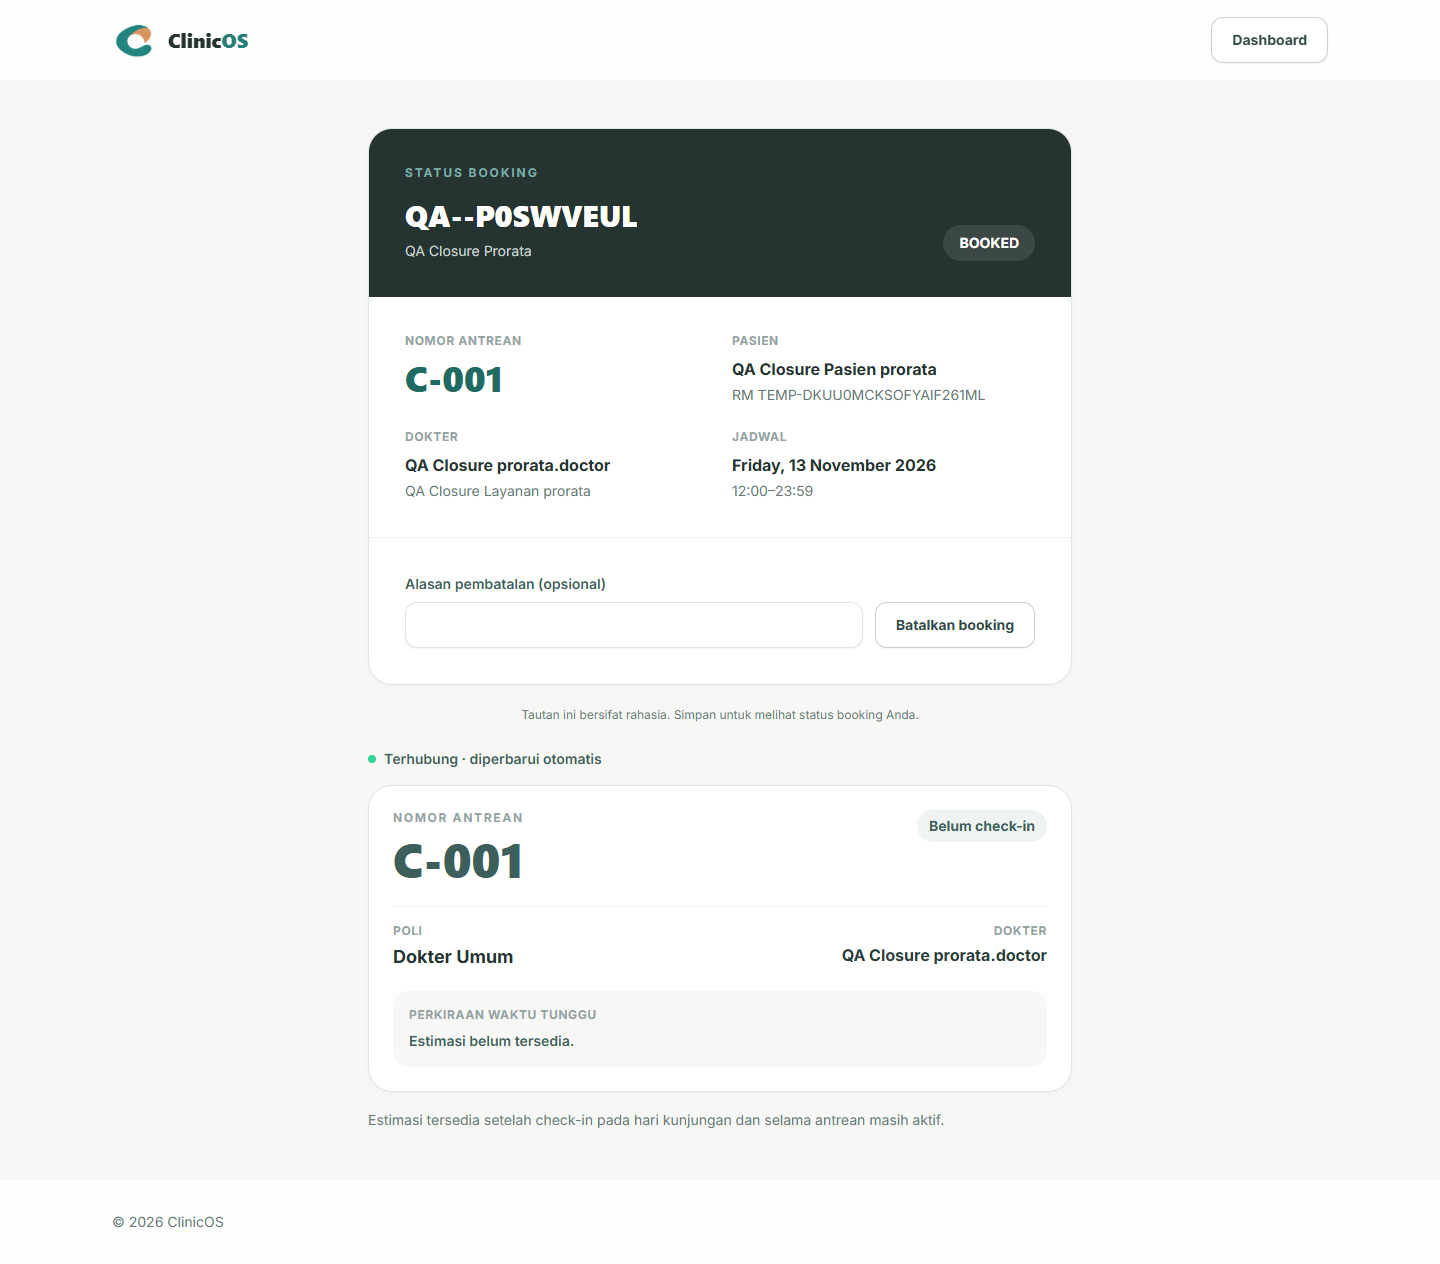 ClinicOS
Dashboard
STATUS BOOKING
QA--P0SWVEUL
QA Closure Prorata
BOOKED
NOMOR ANTREAN
C-001
PASIEN
QA Closure Pasien prorata
RM TEMP-DKUU0MCKSOFYAIF261ML
DOKTER
QA Closure prorata.doctor
QA Closure Layanan prorata
JADWAL
Friday, 13 November 2026
12:00–23:59
Alasan pembatalan (opsional)
Batalkan booking
Tautan ini bersifat rahasia. Simpan untuk melihat status booking Anda.
Terhubung · diperbarui otomatis
NOMOR ANTREAN
C-001
Belum check-in
POLI
Dokter Umum
DOKTER
QA Closure prorata.doctor
PERKIRAAN WAKTU TUNGGU
Estimasi belum tersedia.
Estimasi tersedia setelah check-in pada hari kunjungan dan selama antrean masih aktif.
© 2026 ClinicOS